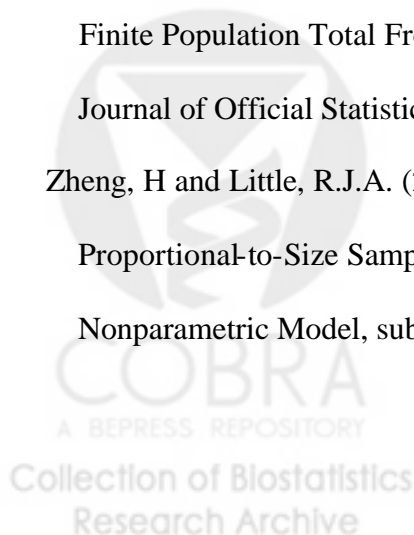 Finite Population Total Fr
Journal of Official Statistic
Zheng, H and Little, R.J.A. (
Proportional-to-Size Samp
Nonparametric Model, sub
COBRA
A BEPRESS REPOSITORY
Collection of Biostatistics
Research Archive